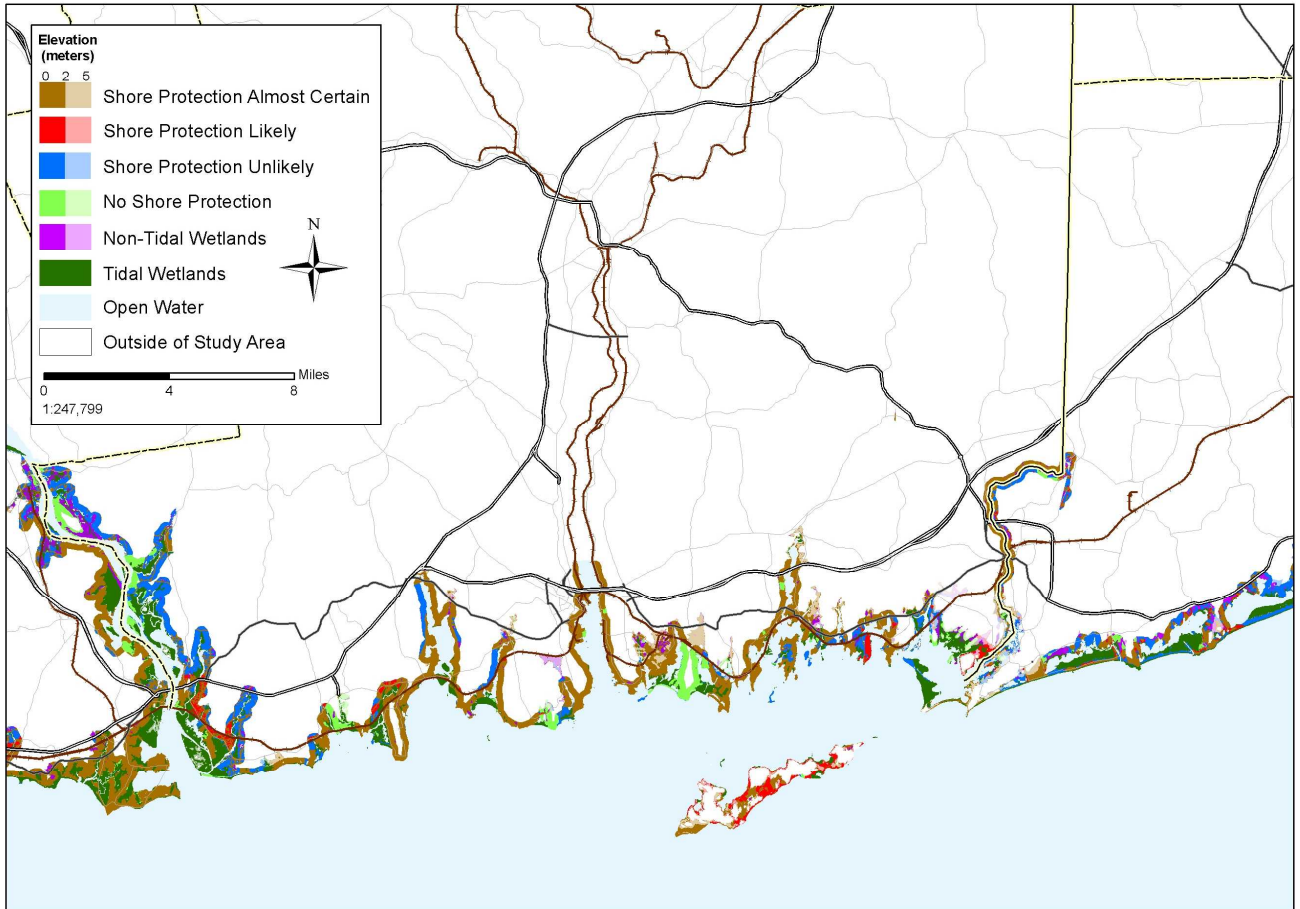 Elevation
(meters)
0 2 5
Shore Protection Almost Certain
Shore Protection Likely
Shore Protection Unlikely
No Shore Protection
Non-Tidal Wetlands
Tidal Wetlands
Open Water
Outside of Study Area
N
Miles
0 4 8
1:247,799